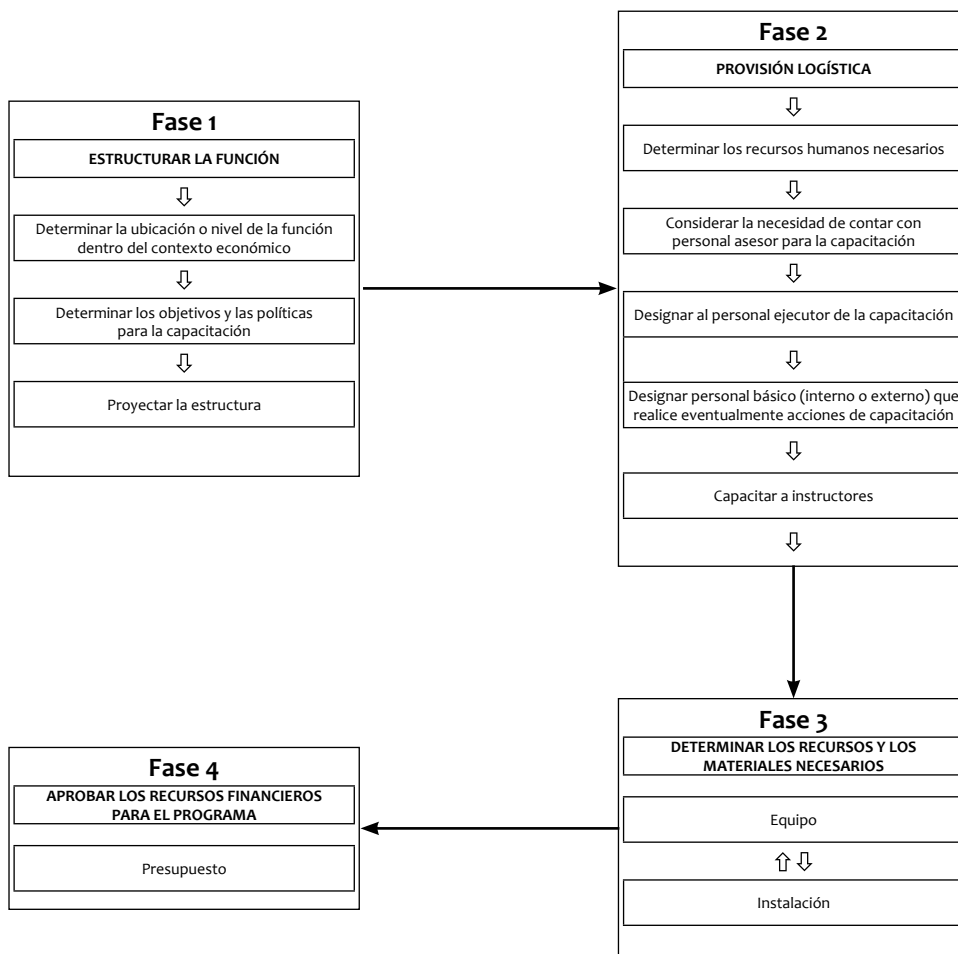 Fase 1
ESTRUCTURAR LA FUNCIÓN
Determinar la ubicación o nivel de la función
dentro del contexto económico
Determinar los objetivos y las políticas
para la capacitación
Proyectar la estructura
Fase 2
PROVISIÓN LOGÍSTICA
Determinar los recursos humanos necesarios
Considerar la necesidad de contar con
personal asesor para la capacitación
Designar al personal ejecutor de la capacitación
Designar personal básico (interno o externo) que
realice eventualmente acciones de capacitación
Capacitar a instructores
Fase 3
DETERMINAR LOS RECURSOS Y LOS
MATERIALES NECESARIOS
Equipo
Instalación
Fase 4
APROBAR LOS RECURSOS FINANCIEROS
PARA EL PROGRAMA
Presupuesto